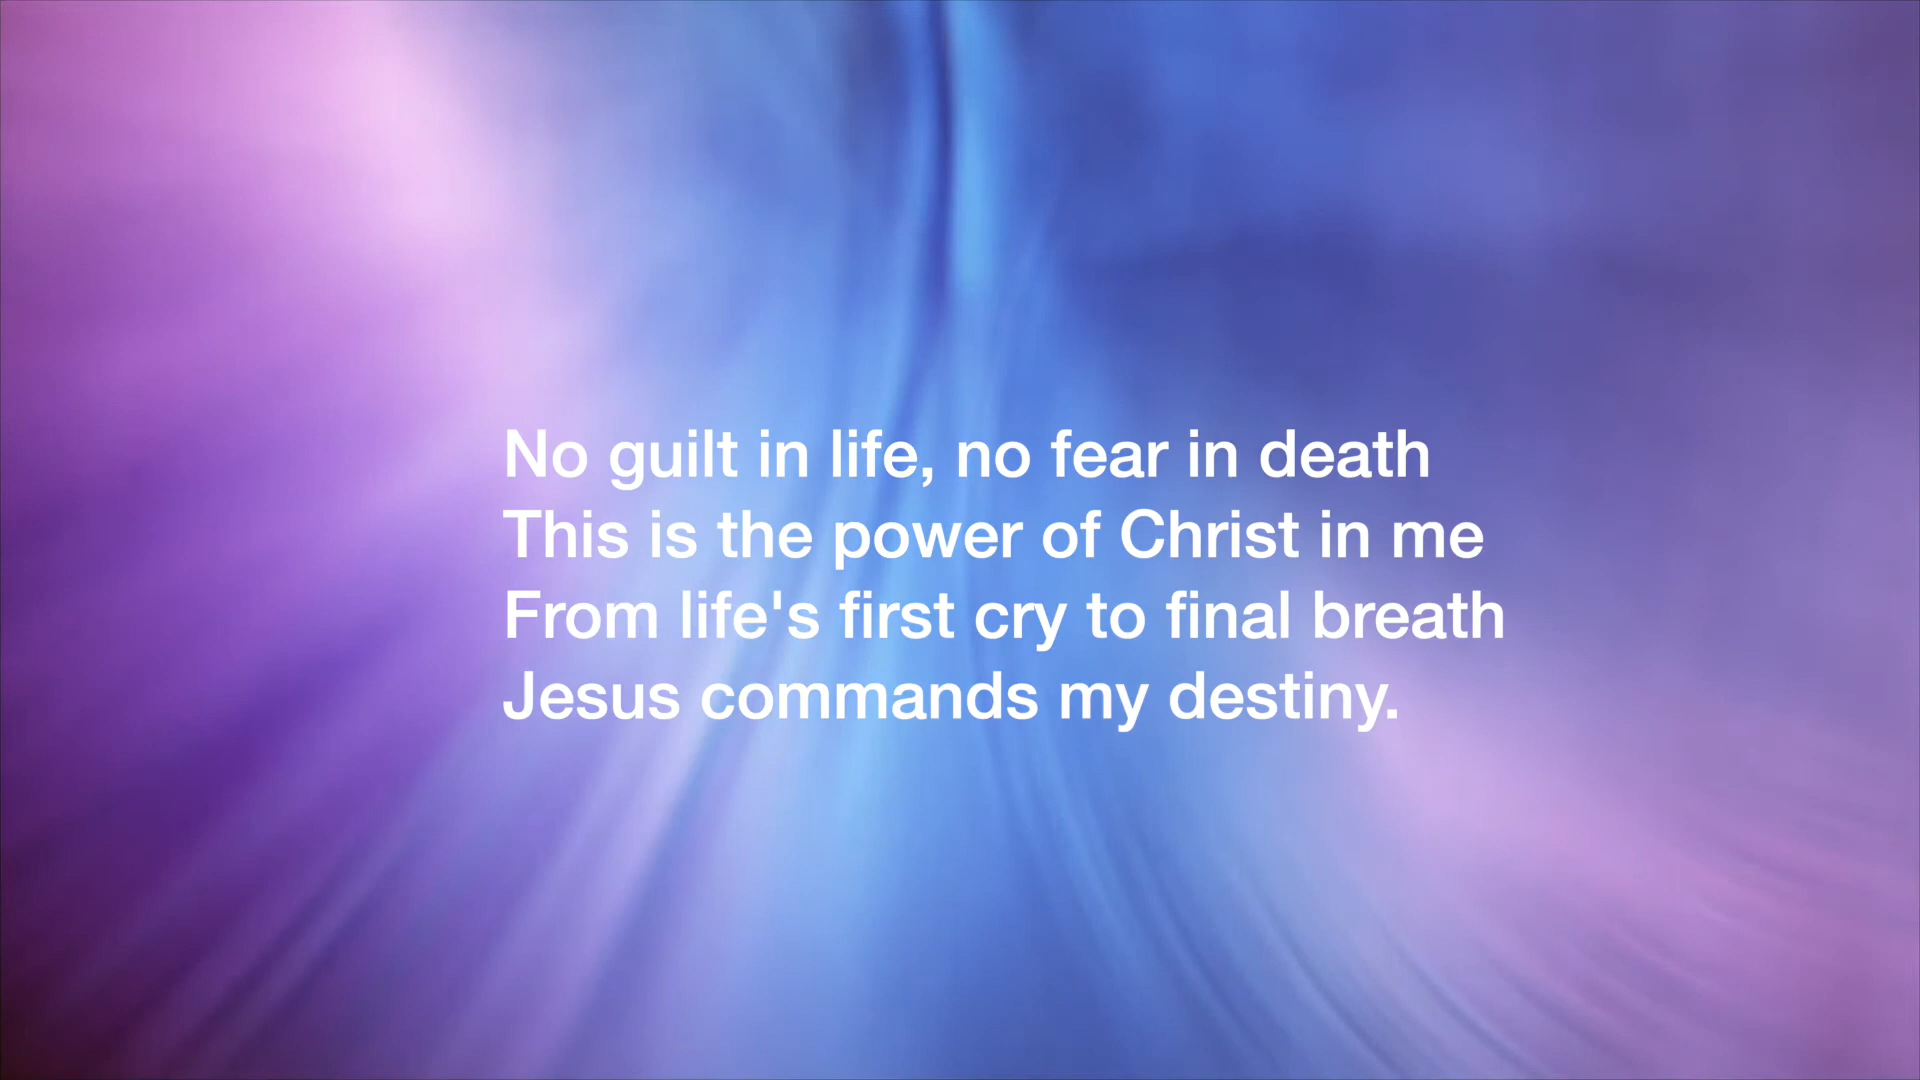 No guilt in life, no fear in death
This is the power of Christ in me
From life's first cry to final breath
Jesus commands my destiny.